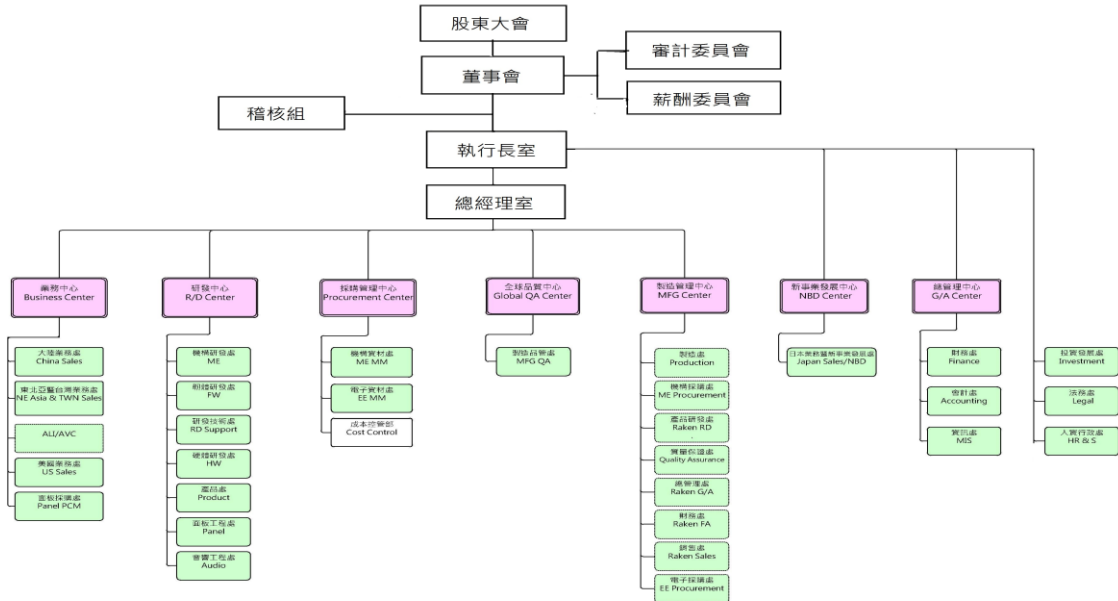 股東大會
董事會
審計委員會
薪酬委員會
稽核組
執行長室
總經理室
業務中心
Business Center
研發中心
R/D Center
採購管理中心
Procurement Center
全球品質中心
Global QA Center
製造管理中心
MFG Center
新事業發展中心
NBD Center
總管理中心
G/A Center
大陸業務處
China Sales
東北亞暨台灣業務處
NE Asia & TWN Sales
ALI/AVC
美國業務處
US Sales
面板採購處
Panel PCM
機構研發處
ME
韌體研發處
FW
研發技術處
RD Support
硬體研發處
HW
產品處
Product
面板工程處
Panel
音響工程處
Audio
機構資材處
ME MM
電子資材處
EE MM
成本控管部
Cost Control
製造品管處
MFG QA
製造處
Production
機構採購處
ME Procurement
產品研發處
Raken RD
質量保證處
Quality Assurance
總管理處
Raken G/A
財務處
Raken FA
銷售處
Raken Sales
電子採購處
EE Procurement
日本業務暨新事業發展處
Japan Sales/NBD
財務處
Finance
會計處
Accounting
資訊處
MIS
投資發展處
Investment
法務處
Legal
人資行政處
HR & S